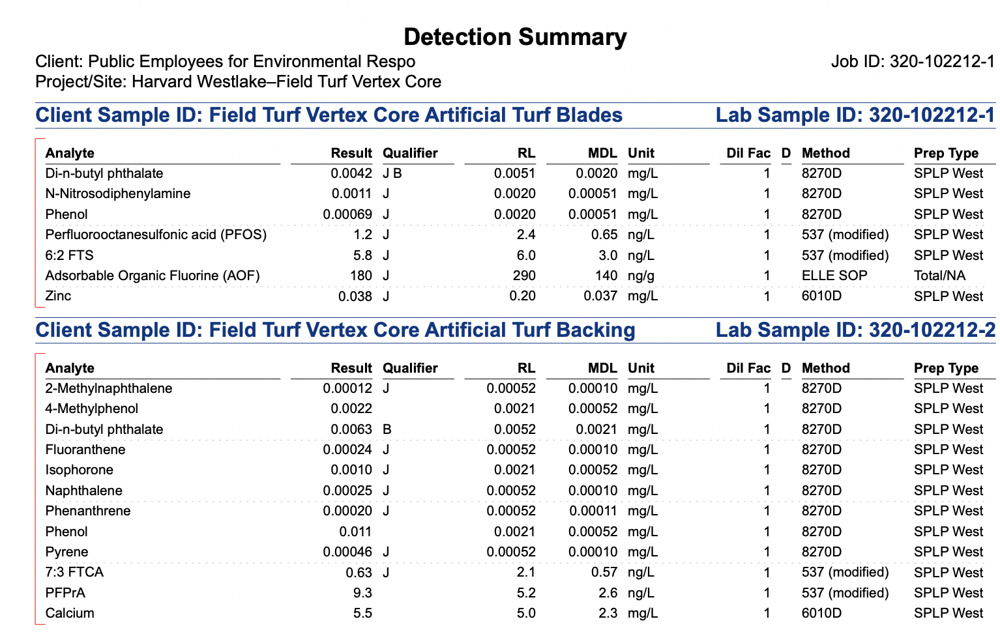 Detection Summary
Client: Public Employees for Environmental Respo Job ID: 320-102212-1
Project/Site: Harvard Westlake–Field Turf Vertex Core
Client Sample ID: Field Turf Vertex Core Artificial Turf Blades Lab Sample ID: 320-102212-1
Analyte Result Qualifier RL MDL Unit Dil Fac D Method Prep Type
Di-n-butyl phthalate 0.0042 J B 0.0051 0.0020 mg/L 1 8270D SPLP West
N-Nitrosodiphenylamine 0.0011 J 0.0020 0.00051 mg/L 1 8270D SPLP West
Phenol 0.00069 J 0.0020 0.00051 mg/L 1 8270D SPLP West
Perfluorooctanesulfonic acid (PFOS) 1.2 J 2.4 0.65 ng/L 1 537 (modified) SPLP West
6:2 FTS 5.8 J 6.0 3.0 ng/L 1 537 (modified) SPLP West
Adsorbable Organic Fluorine (AOF) 180 J 290 140 ng/g 1 ELLE SOP Total/NA
Zinc 0.038 J 0.20 0.037 mg/L 1 6010D SPLP West
Client Sample ID: Field Turf Vertex Core Artificial Turf Backing Lab Sample ID: 320-102212-2
Analyte Result Qualifier RL MDL Unit Dil Fac D Method Prep Type
2-Methylnaphthalene 0.00012 J 0.00052 0.00010 mg/L 1 8270D SPLP West
4-Methylphenol 0.0022 0.0021 0.00052 mg/L 1 8270D SPLP West
Di-n-butyl phthalate 0.0063 B 0.0052 0.0021 mg/L 1 8270D SPLP West
Fluoranthene 0.00024 J 0.00052 0.00010 mg/L 1 8270D SPLP West
Isophorone 0.0010 J 0.0021 0.00052 mg/L 1 8270D SPLP West
Naphthalene 0.00025 J 0.00052 0.00010 mg/L 1 8270D SPLP West
Phenanthrene 0.00020 J 0.00052 0.00011 mg/L 1 8270D SPLP West
Phenol 0.011 0.0021 0.00052 mg/L 1 8270D SPLP West
Pyrene 0.00046 J 0.00052 0.00010 mg/L 1 8270D SPLP West
7:3 FTCA 0.63 J 2.1 0.57 ng/L 1 537 (modified) SPLP West
PFPrA 9.3 5.2 2.6 ng/L 1 537 (modified) SPLP West
Calcium 5.5 5.0 2.3 mg/L 1 6010D SPLP West